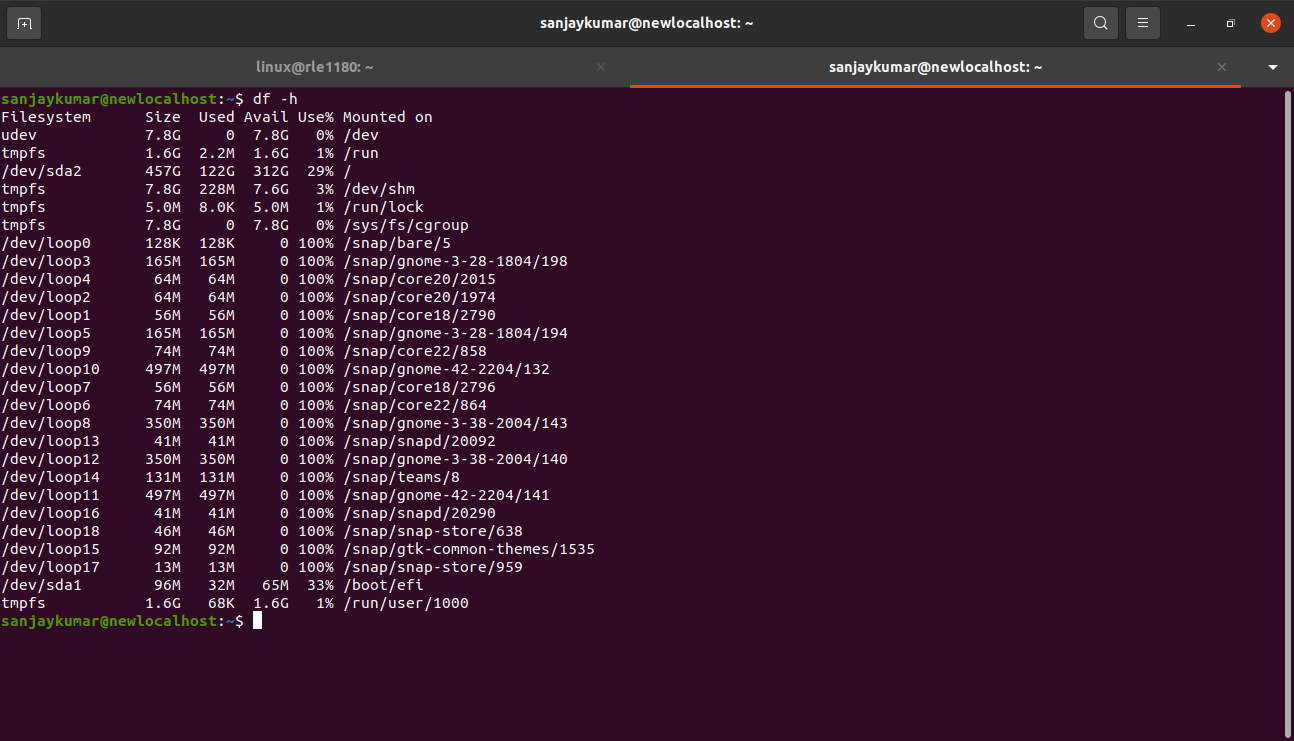 sanjaykumar@newlocalhost: ~
linux@rle1180: ~
sanjaykumar@newlocalhost: ~
sanjaykumar@newlocalhost:~$ df -h
Filesystem      Size  Used Avail Use% Mounted on
udev            7.8G     0  7.8G   0% /dev
tmpfs           1.6G  2.2M  1.6G   1% /run
/dev/sda2       457G  122G  312G  29% /
tmpfs           7.8G  228M  7.6G   3% /dev/shm
tmpfs           5.0M  8.0K  5.0M   1% /run/lock
tmpfs           7.8G     0  7.8G   0% /sys/fs/cgroup
/dev/loop0      128K  128K     0 100% /snap/bare/5
/dev/loop3      165M  165M     0 100% /snap/gnome-3-28-1804/198
/dev/loop4       64M   64M     0 100% /snap/core20/2015
/dev/loop2       64M   64M     0 100% /snap/core20/1974
/dev/loop1       56M   56M     0 100% /snap/core18/2790
/dev/loop5      165M  165M     0 100% /snap/gnome-3-28-1804/194
/dev/loop9       74M   74M     0 100% /snap/core22/858
/dev/loop10     497M  497M     0 100% /snap/gnome-42-2204/132
/dev/loop7       56M   56M     0 100% /snap/core18/2796
/dev/loop6       74M   74M     0 100% /snap/core22/864
/dev/loop8      350M  350M     0 100% /snap/gnome-3-38-2004/143
/dev/loop13      41M   41M     0 100% /snap/snapd/20092
/dev/loop12     350M  350M     0 100% /snap/gnome-3-38-2004/140
/dev/loop14     131M  131M     0 100% /snap/teams/8
/dev/loop11     497M  497M     0 100% /snap/gnome-42-2204/141
/dev/loop16      41M   41M     0 100% /snap/snapd/20290
/dev/loop18      46M   46M     0 100% /snap/snap-store/638
/dev/loop15      92M   92M     0 100% /snap/gtk-common-themes/1535
/dev/loop17      13M   13M     0 100% /snap/snap-store/959
/dev/sda1        96M   32M   65M  33% /boot/efi
tmpfs           1.6G   68K  1.6G   1% /run/user/1000
sanjaykumar@newlocalhost:~$